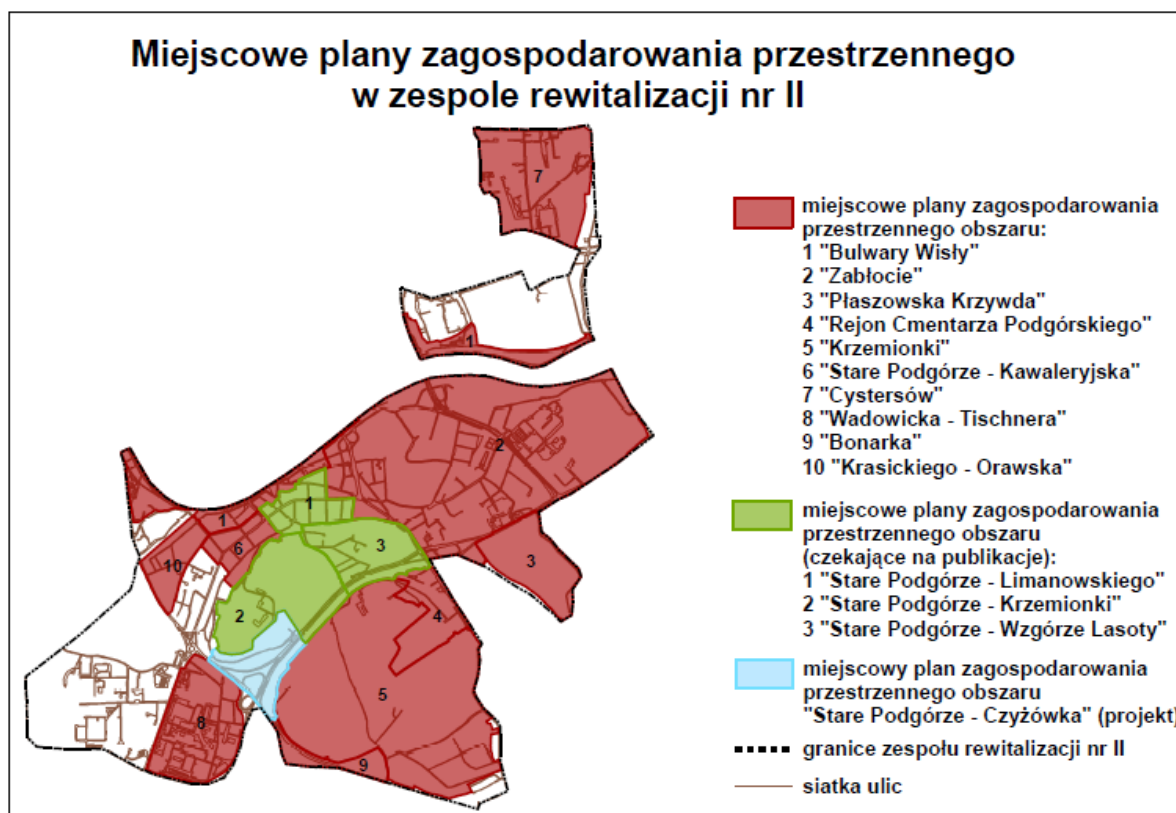 Miejscowe plany zagospodarowania przestrzennego
w zespole rewitalizacji nr II
7
1
2
1
1
3
6
3
10
2
4
5
8
9
miejscowe plany zagospodarowania
przestrzennego obszaru:
1 "Bulwary Wisły"
2 "Zabłocie"
3 "Płaszowska Krzywda"
4 "Rejon Cmentarza Podgórskiego"
5 "Krzemionki"
6 "Stare Podgórze - Kawaleryjska"
7 "Cystersów"
8 "Wadowicka - Tischnera"
9 "Bonarka"
10 "Krasickiego - Orawska"
miejscowe plany zagospodarowania
przestrzennego obszaru
(czekające na publikacje):
1 "Stare Podgórze - Limanowskiego"
2 "Stare Podgórze - Krzemionki"
3 "Stare Podgórze - Wzgórze Lasoty"
miejscowy plan zagospodarowania
przestrzennego obszaru
"Stare Podgórze - Czyżówka" (projekt)
granice zespołu rewitalizacji nr II
siatka ulic